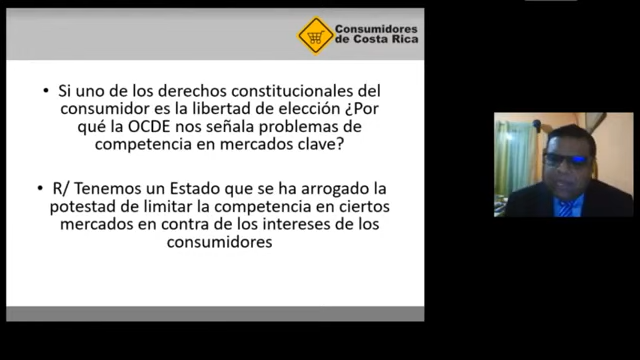 Consumidores
de Costa Rica
• Si uno de los derechos constitucionales del
consumidor es la libertad de elección ¿Por
qué la OCDE nos señala problemas de
competencia en mercados clave?
• R/ Tenemos un Estado que se ha arrogado la
potestad de limitar la competencia en ciertos
mercados en contra de los intereses de los
consumidores